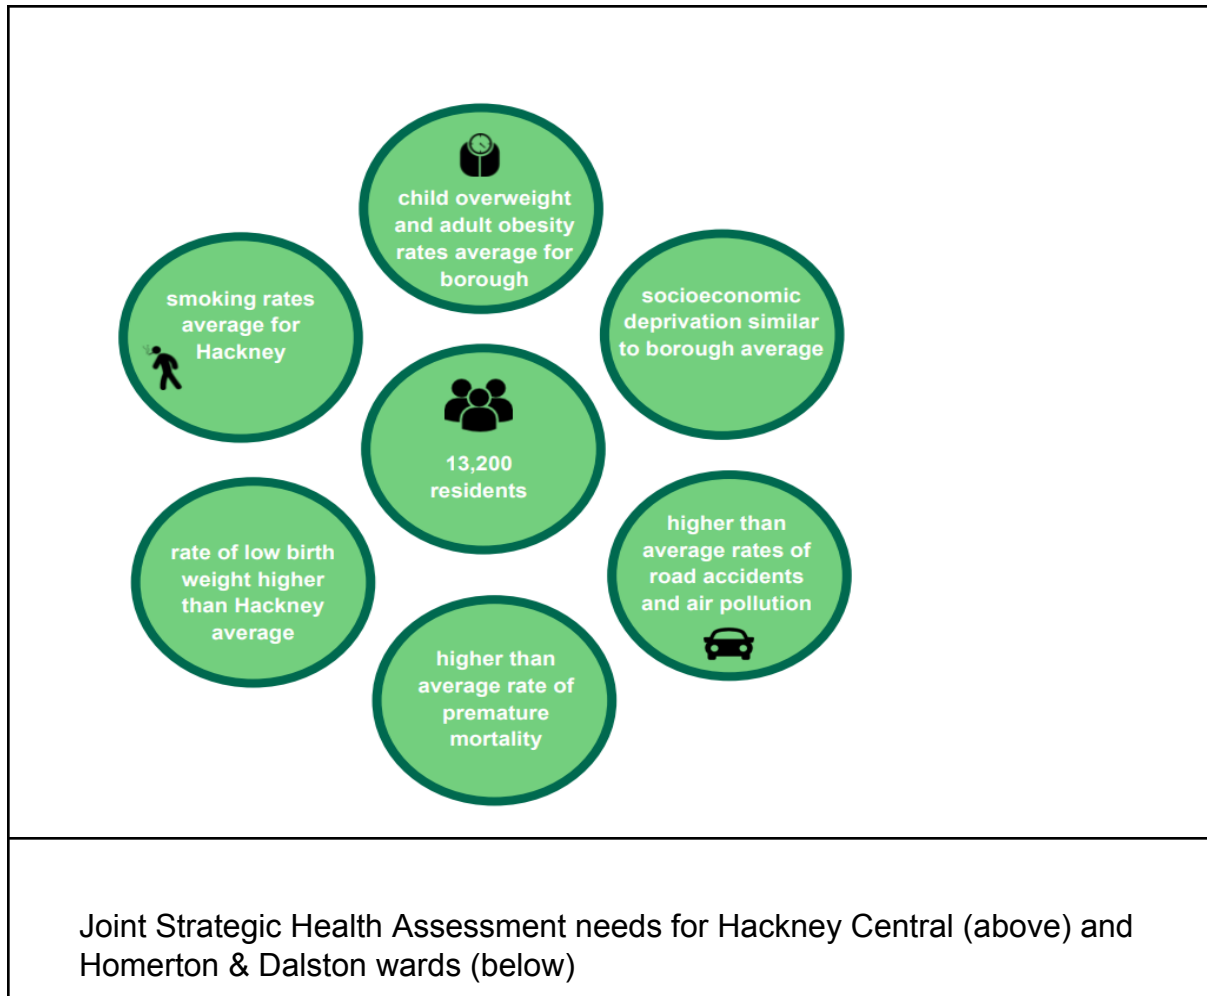 child overweight
and adult obesity
rates average for
borough
smoking rates
average for
Hackney
socioeconomic
deprivation similar
to borough average
13,200
residents
rate of low birth
weight higher
than Hackney
average
higher than
average rates of
road accidents
and air pollution
higher than
average rate of
premature
mortality
Joint Strategic Health Assessment needs for Hackney Central (above) and
Homerton & Dalston wards (below)